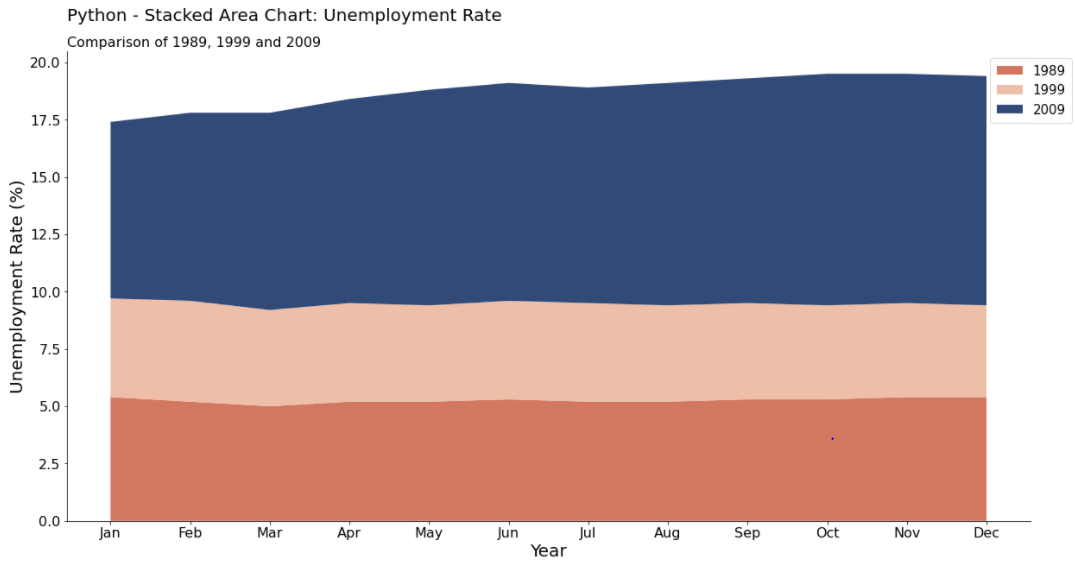 Python - Stacked Area Chart: Unemployment Rate
Comparison of 1989, 1999 and 2009
1989
1999
2009
Unemployment Rate (%)
20.0
17.5
15.0
12.5
10.0
7.5
5.0
2.5
0.0
Jan Feb Mar Apr May Jun Jul Aug Sep Oct Nov Dec
Year